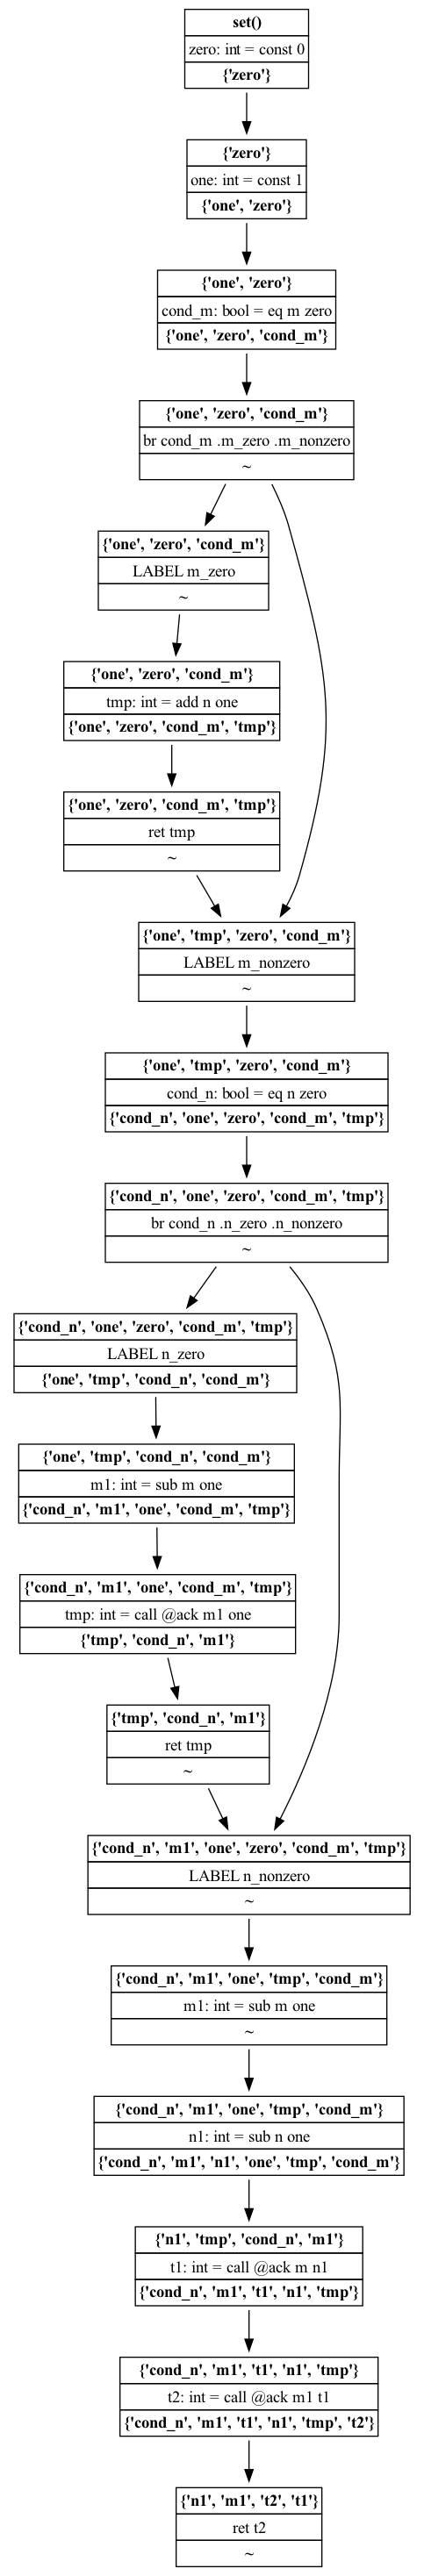 set()
zero: int = const 0
{'zero'}
{'zero'}
one: int = const 1
{'one', 'zero'}
{'one', 'zero'}
cond_m: bool = eq m zero
{'one', 'zero', 'cond_m'}
{'one', 'zero', 'cond_m'}
br cond_m .m_zero .m_nonzero
~
{'one', 'zero', 'cond_m'}
LABEL m_zero
~
{'one', 'zero', 'cond_m'}
tmp: int = add n one
{'one', 'zero', 'cond_m', 'tmp'}
{'one', 'zero', 'cond_m', 'tmp'}
ret tmp
~
{'one', 'tmp', 'zero', 'cond_m'}
LABEL m_nonzero
~
{'one', 'tmp', 'zero', 'cond_m'}
cond_n: bool = eq n zero
{'cond_n', 'one', 'zero', 'cond_m', 'tmp'}
{'cond_n', 'one', 'zero', 'cond_m', 'tmp'}
br cond_n .n_zero .n_nonzero
~
{'cond_n', 'one', 'zero', 'cond_m', 'tmp'}
LABEL n_zero
{'one', 'tmp', 'cond_n', 'cond_m'}
{'one', 'tmp', 'cond_n', 'cond_m'}
m1: int = sub m one
{'cond_n', 'm1', 'one', 'cond_m', 'tmp'}
{'cond_n', 'm1', 'one', 'cond_m', 'tmp'}
tmp: int = call @ack m1 one
{'tmp', 'cond_n', 'm1'}
{'tmp', 'cond_n', 'm1'}
ret tmp
~
{'cond_n', 'm1', 'one', 'zero', 'cond_m', 'tmp'}
LABEL n_nonzero
~
{'cond_n', 'm1', 'one', 'tmp', 'cond_m'}
m1: int = sub m one
~
{'cond_n', 'm1', 'one', 'tmp', 'cond_m'}
n1: int = sub n one
{'cond_n', 'm1', 'n1', 'one', 'tmp', 'cond_m'}
{'n1', 'tmp', 'cond_n', 'm1'}
t1: int = call @ack m n1
{'cond_n', 'm1', 't1', 'n1', 'tmp'}
{'cond_n', 'm1', 't1', 'n1', 'tmp'}
t2: int = call @ack m1 t1
{'cond_n', 'm1', 't1', 'n1', 'tmp', 't2'}
{'n1', 'm1', 't2', 't1'}
ret t2
~